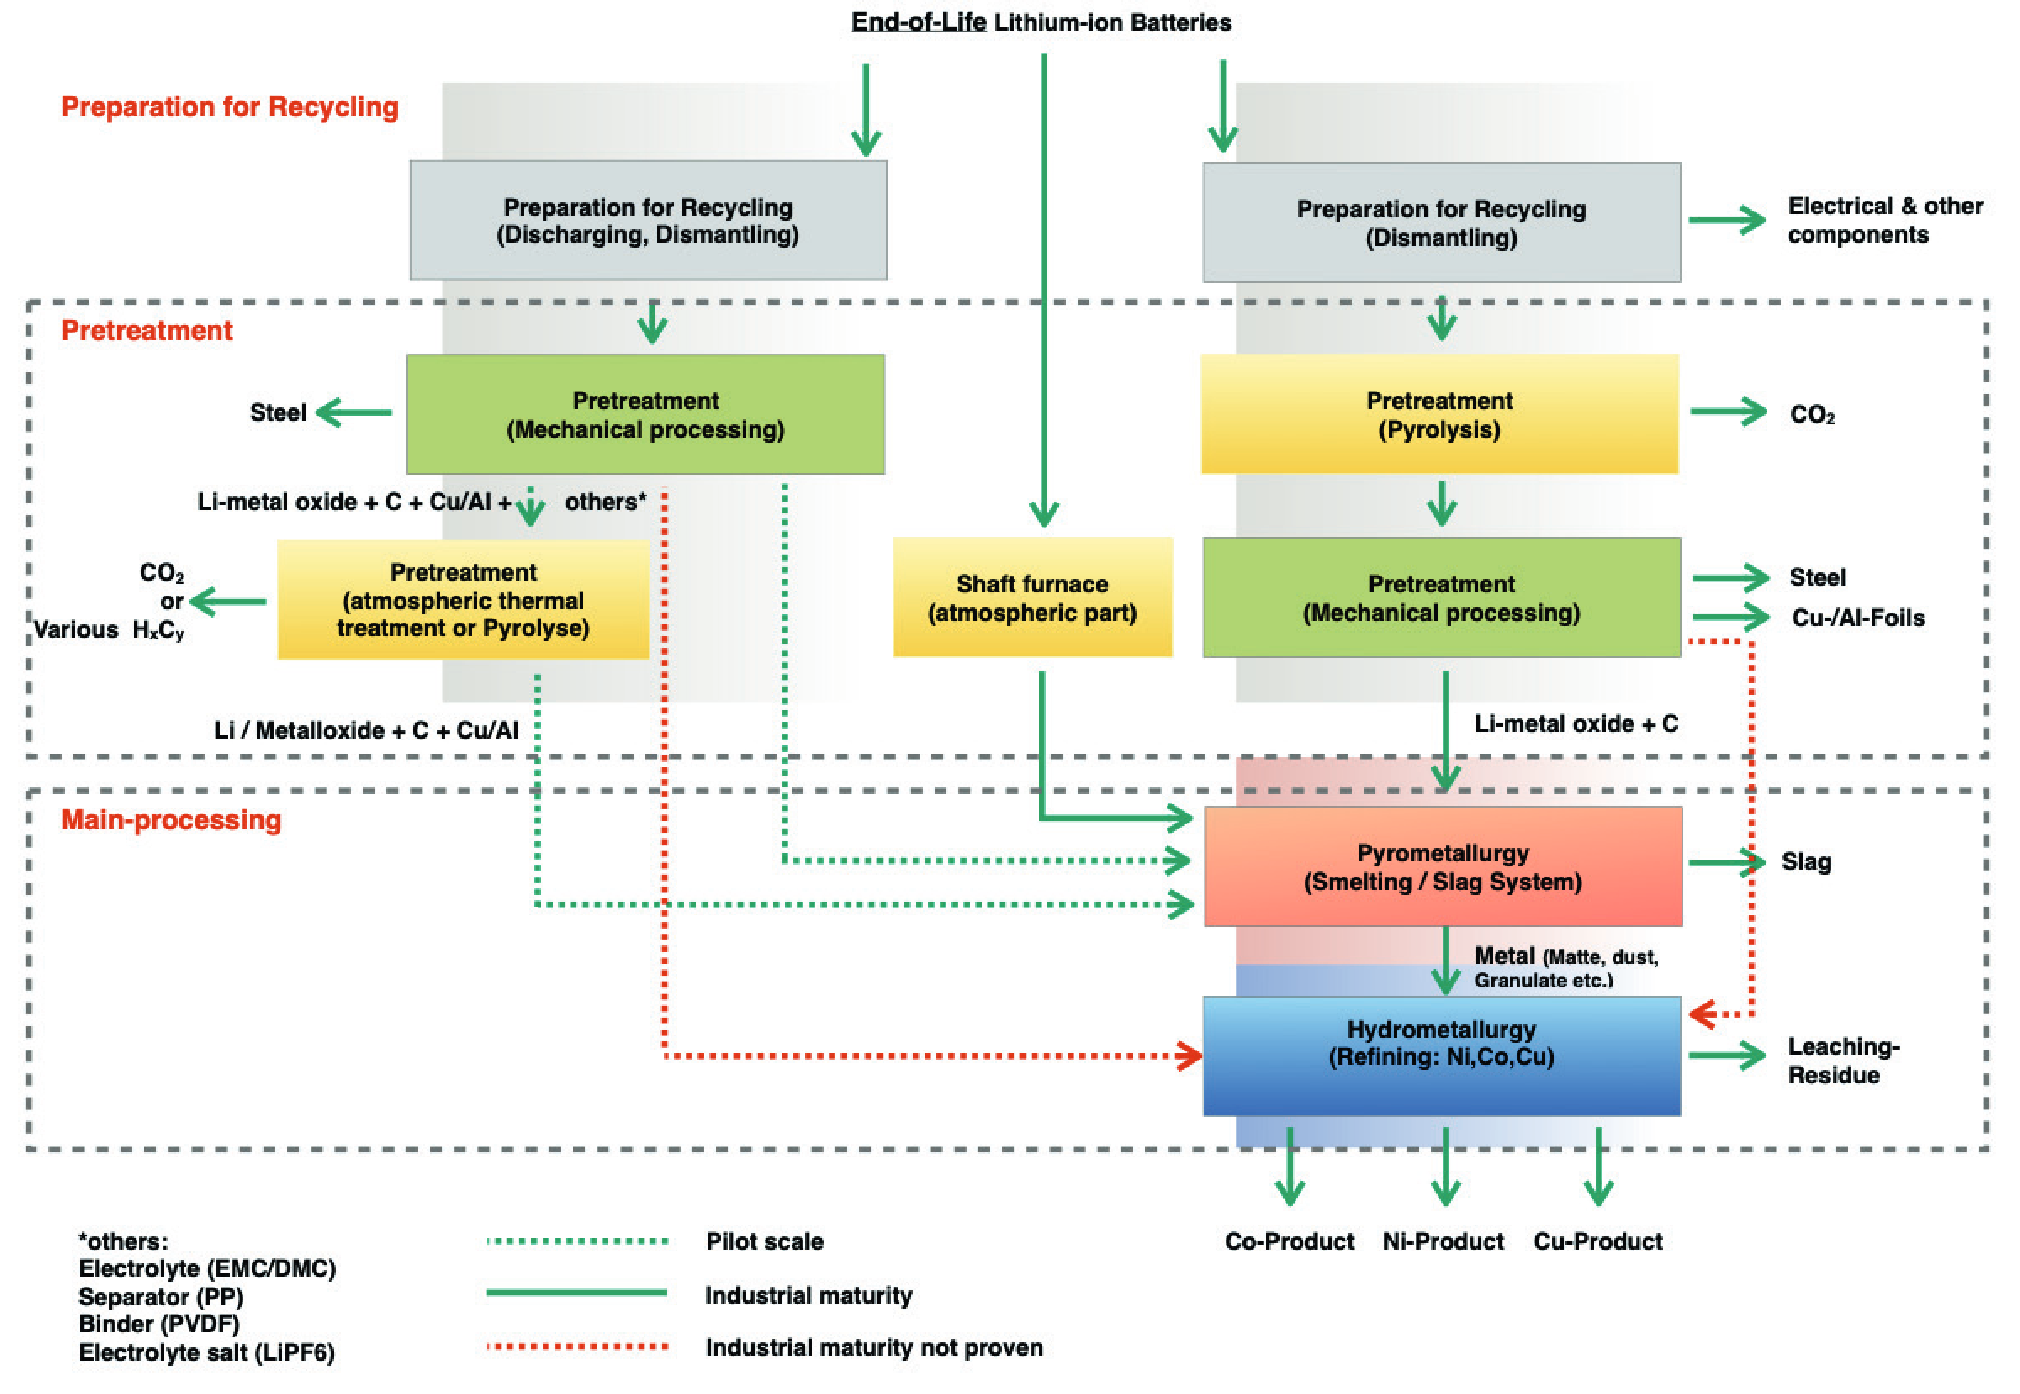 End-of-Life Lithium-ion Batteries
Preparation for Recycling
Preparation for Recycling
(Discharging, Dismantling)
Preparation for Recycling
(Dismantling)
Electrical & other
components
Pretreatment
Steel
Pretreatment
(Mechanical processing)
Pretreatment
(Pyrolysis)
CO₂
Li-metal oxide + C + Cu/Al + others*
CO₂
or
Various HₓCᵧ
Pretreatment
(atmospheric thermal
treatment or Pyrolyse)
Shaft furnace
(atmospheric part)
Pretreatment
(Mechanical processing)
Steel
Cu-/Al-Foils
Li / Metalloxide + C + Cu/Al
Li-metal oxide + C
Main-processing
Pyrometallurgy
(Smelting / Slag System)
Slag
Metal (Matte, dust,
Granulate etc.)
Hydrometallurgy
(Refining: Ni,Co,Cu)
Leaching-
Residue
Co-Product
Ni-Product
Cu-Product
*others:
Electrolyte (EMC/DMC)
Separator (PP)
Binder (PVDF)
Electrolyte salt (LiPF6)
Pilot scale
Industrial maturity
Industrial maturity not proven